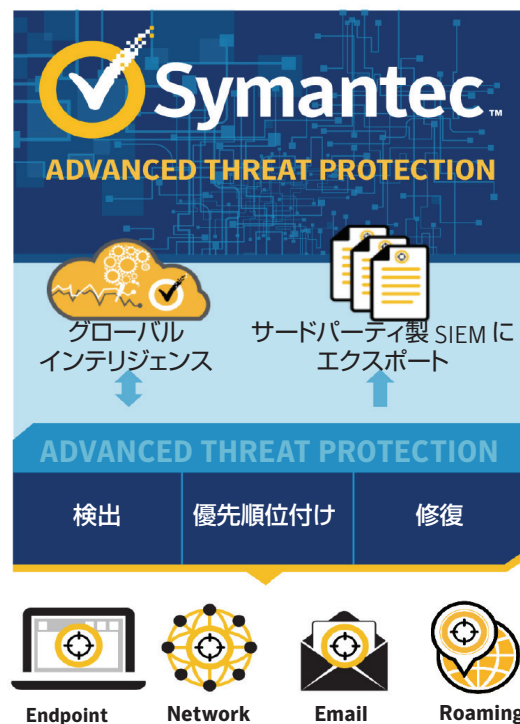 Symantec™
ADVANCED THREAT PROTECTION
グローバル
インテリジェンス
サードパーティ製 SIEM に
エクスポート
ADVANCED THREAT PROTECTION
検出
優先順位付け
修復
Endpoint
Network
Email
Roaming